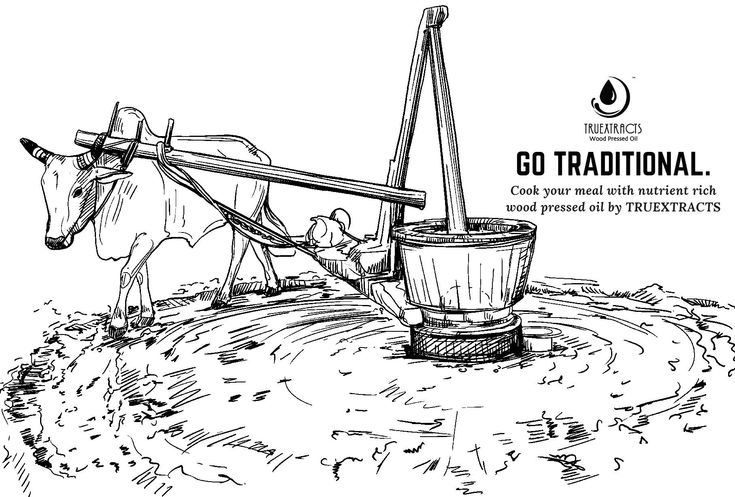 TRUEXTRACTS
Wood Pressed Oil
GO TRADITIONAL.
Cook your meal with nutrient rich
wood pressed oil by TRUEXTRACTS